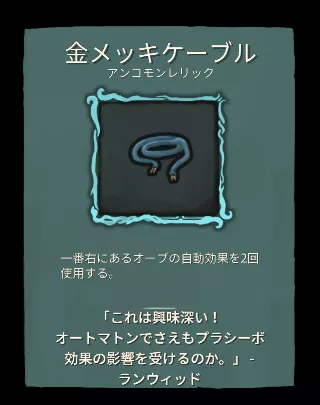 金メッキケーブル
アンコモンレリック
一番右にあるオーブの自動効果を2回
使用する。
「これは興味深い！
オートマトンでさえもプラシーボ
効果の影響を受けるのか。」 -
ランウィッド